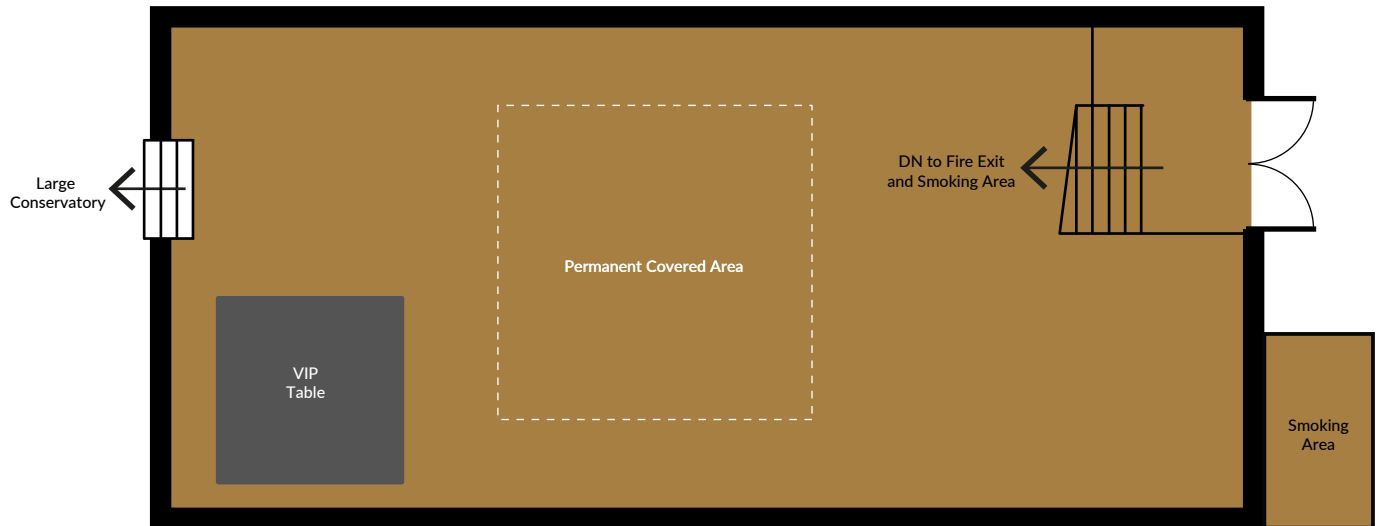 Large
Conservatory
DN to Fire Exit
and Smoking Area
Permanent Covered Area
VIP
Table
Smoking
Area